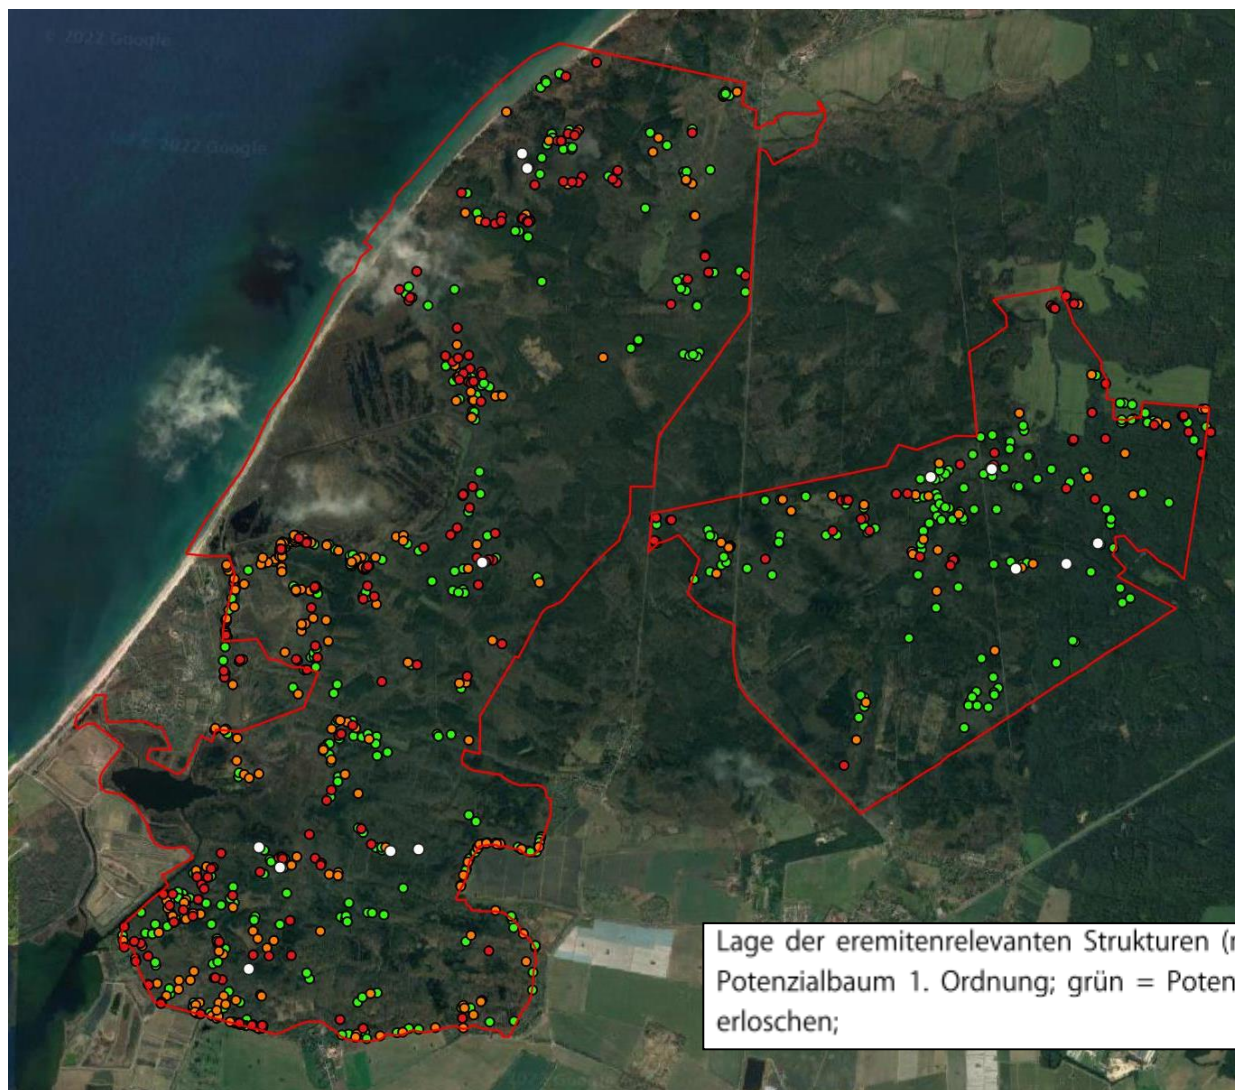 © 2022 Google
© 2022 Google
Lage der eremitenrelevanten Strukturen (
Potenzialbaum 1. Ordnung; grün = Poten
erloschen;